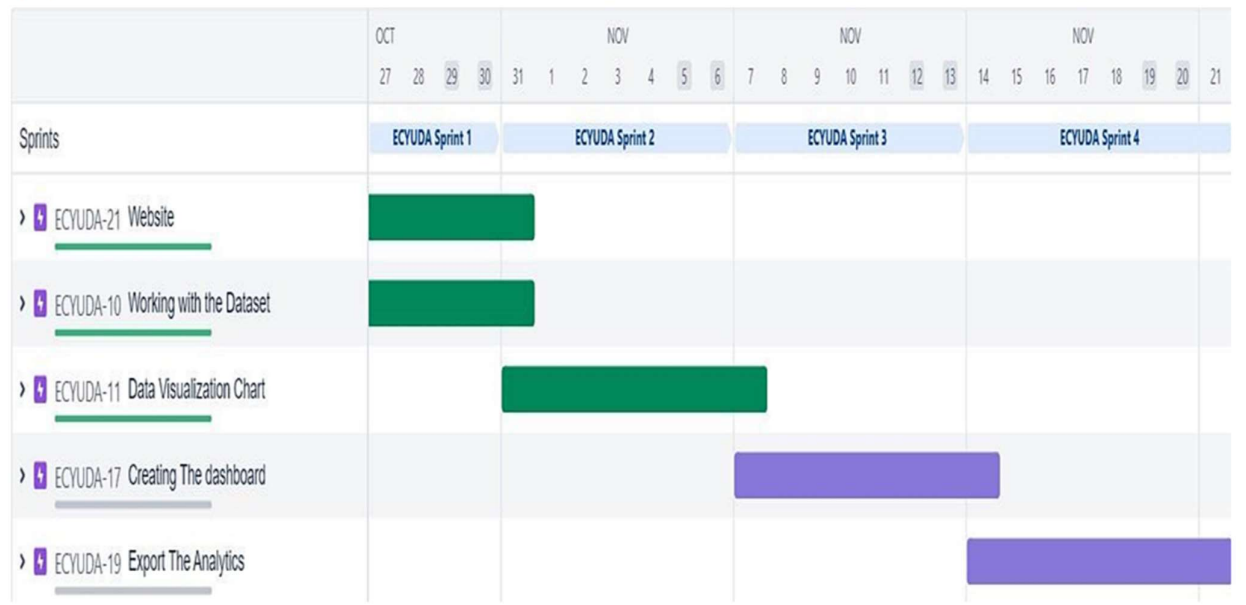 OCT NOV NOV NOV
27 28 29 30 31 1 2 3 4 5 6 7 8 9 10 11 12 13 14 15 16 17 18 19 20 21
Sprints ECYUDA Sprint 1 ECYUDA Sprint 2 ECYUDA Sprint 3 ECYUDA Sprint 4
ECYUDA-21 Website
ECYUDA-10 Working with the Dataset
ECYUDA-11 Data Visualization Chart
ECYUDA-17 Creating The dashboard
ECYUDA-19 Export The Analytics